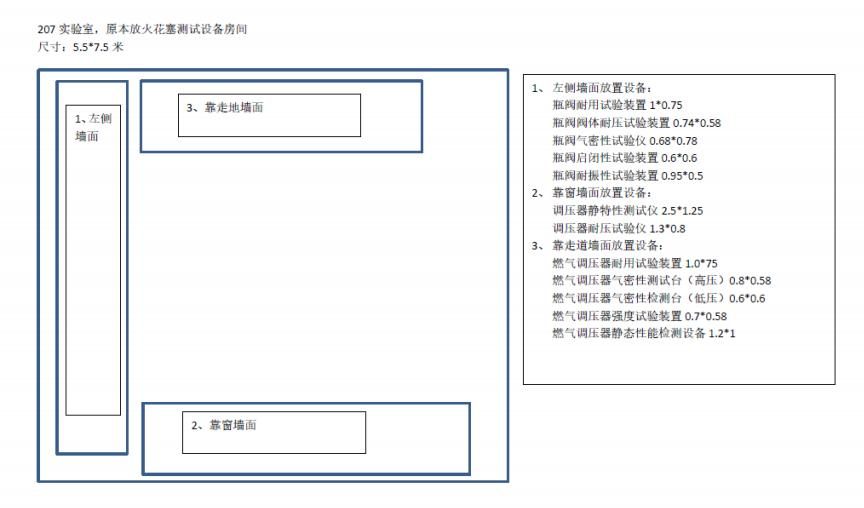 207 实验室，原本放火花塞测试设备房间
尺寸：5.5*7.5 米
1、左侧
墙面
3、靠走地墙面
2、靠窗墙面
1、 左侧墙面放置设备：
瓶阀耐用试验装置 1*0.75
瓶阀阀体耐压试验装置 0.74*0.58
瓶阀气密性试验仪 0.68*0.78
瓶阀启闭性试验装置 0.6*0.6
瓶阀耐振性试验装置 0.95*0.5
2、 靠窗墙面放置设备：
调压器静特性测试仪 2.5*1.25
调压器耐压试验仪 1.3*0.8
3、 靠走道墙面放置设备：
燃气调压器耐用试验装置 1.0*75
燃气调压器气密性测试台（高压）0.8*0.58
燃气调压器气密性检测台（低压）0.6*0.6
燃气调压器强度试验装置 0.7*0.58
燃气调压器静态性能检测设备 1.2*1